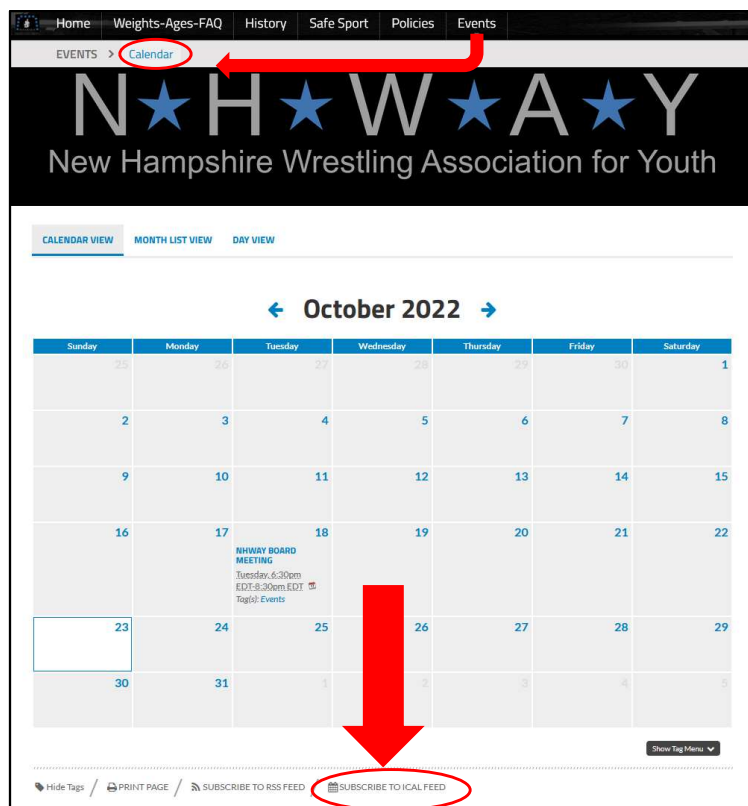 Home Weights-Ages-FAQ History Safe Sport Policies Events
EVENTS > Calendar
N★H★W★A★Y
New Hampshire Wrestling Association for Youth
CALENDAR VIEW MONTH LIST VIEW DAY VIEW
October 2022
Sunday Monday Tuesday Wednesday Thursday Friday Saturday
25 26 27 28 29 30 1
2 3 4 5 6 7 8
9 10 11 12 13 14 15
16 17 18 19 20 21 22
NHWAY BOARD
MEETING
Tuesday, 6:30pm
EDT-8:30pm EDT
Tag(s): Events
23 24 25 26 27 28 29
30 31 1 2 3 4 5
Show Tag Menu
Hide Tags / PRINT PAGE / SUBSCRIBE TO RSS FEED / SUBSCRIBE TO ICAL FEED